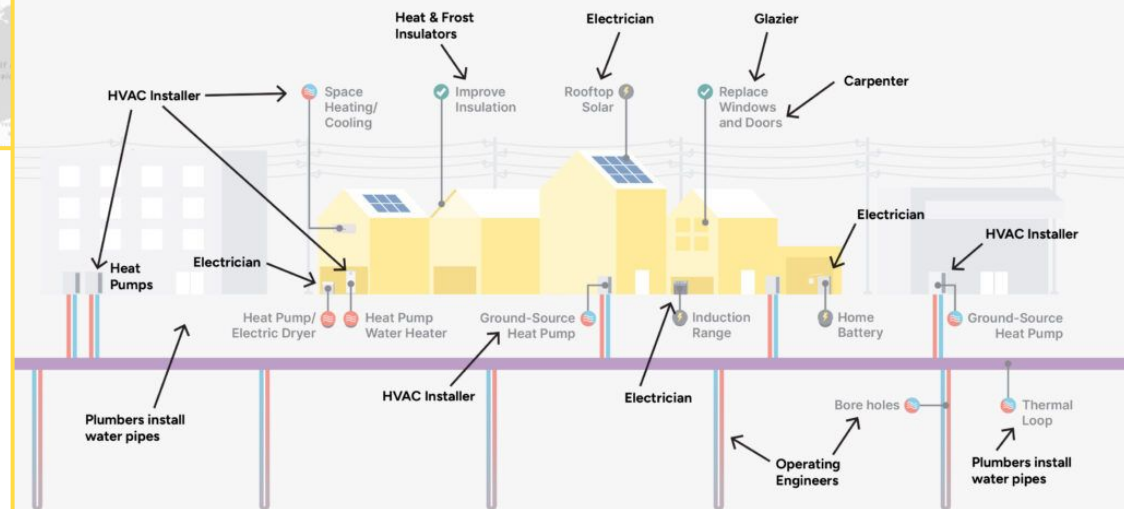 Heat & Frost
Insulators
Electrician
Glazier
Carpenter
HVAC Installer
Space
Heating/
Cooling
Improve
Insulation
Rooftop
Solar
Replace
Windows
and Doors
Electrician
HVAC Installer
Electrician
Heat
Pumps
Heat Pump/
Electric Dryer
Heat Pump
Water Heater
Ground-Source
Heat Pump
Induction
Range
Home
Battery
Ground-Source
Heat Pump
HVAC Installer
Electrician
Plumbers install
water pipes
Bore holes
Thermal
Loop
Operating
Engineers
Plumbers install
water pipes